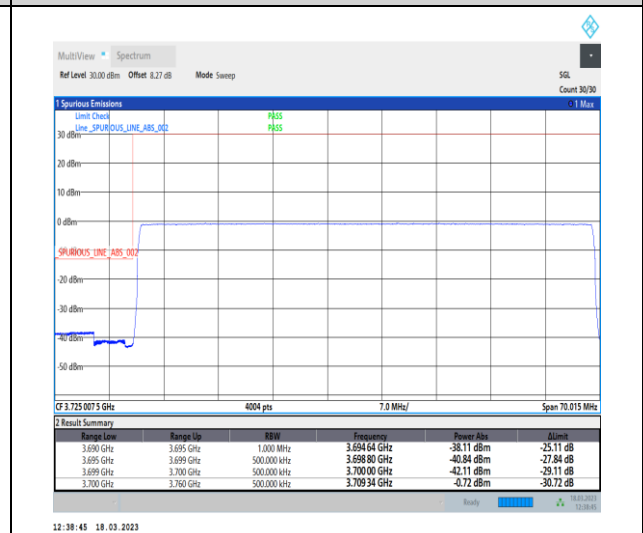 MultiView Spectrum
Ref Level 30.00 dBm Offset 8.27 dB Mode Sweep SGL
Count 30/30
1 Spurious Emissions 1 Max
Limit Check PASS
Line _SPURIOUS_LINE_ABS_002 PASS
30 dBm
20 dBm
10 dBm
0 dBm
_SPURIOUS_LINE_ABS_002
-20 dBm
-30 dBm
-40 dBm
-50 dBm
CF 3.725 007 5 GHz 4004 pts 7.0 MHz/ Span 70.015 MHz
2 Result Summary
Range Low Range Up RBW Frequency Power Abs ΔLimit
3.690 GHz 3.695 GHz 1.000 MHz 3.694 64 GHz -38.11 dBm -25.11 dB
3.695 GHz 3.699 GHz 500.000 kHz 3.698 80 GHz -40.84 dBm -27.84 dB
3.699 GHz 3.700 GHz 500.000 kHz 3.700 00 GHz -42.11 dBm -29.11 dB
3.700 GHz 3.760 GHz 500.000 kHz 3.709 34 GHz -0.72 dBm -30.72 dB
Ready 18.03.2023
12:38:45
12:38:45 18.03.2023